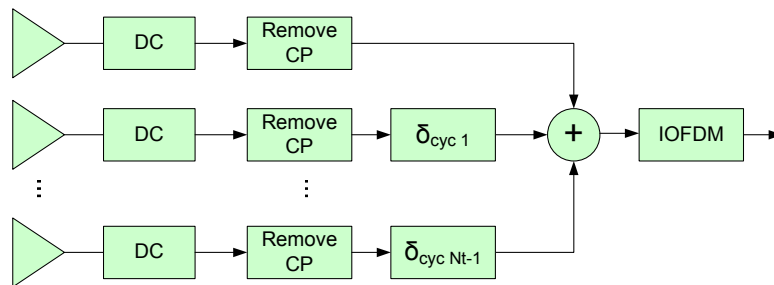 DC
Remove
CP
DC
Remove
CP
δcyc 1
+
IOFDM
DC
Remove
CP
δcyc Nt-1